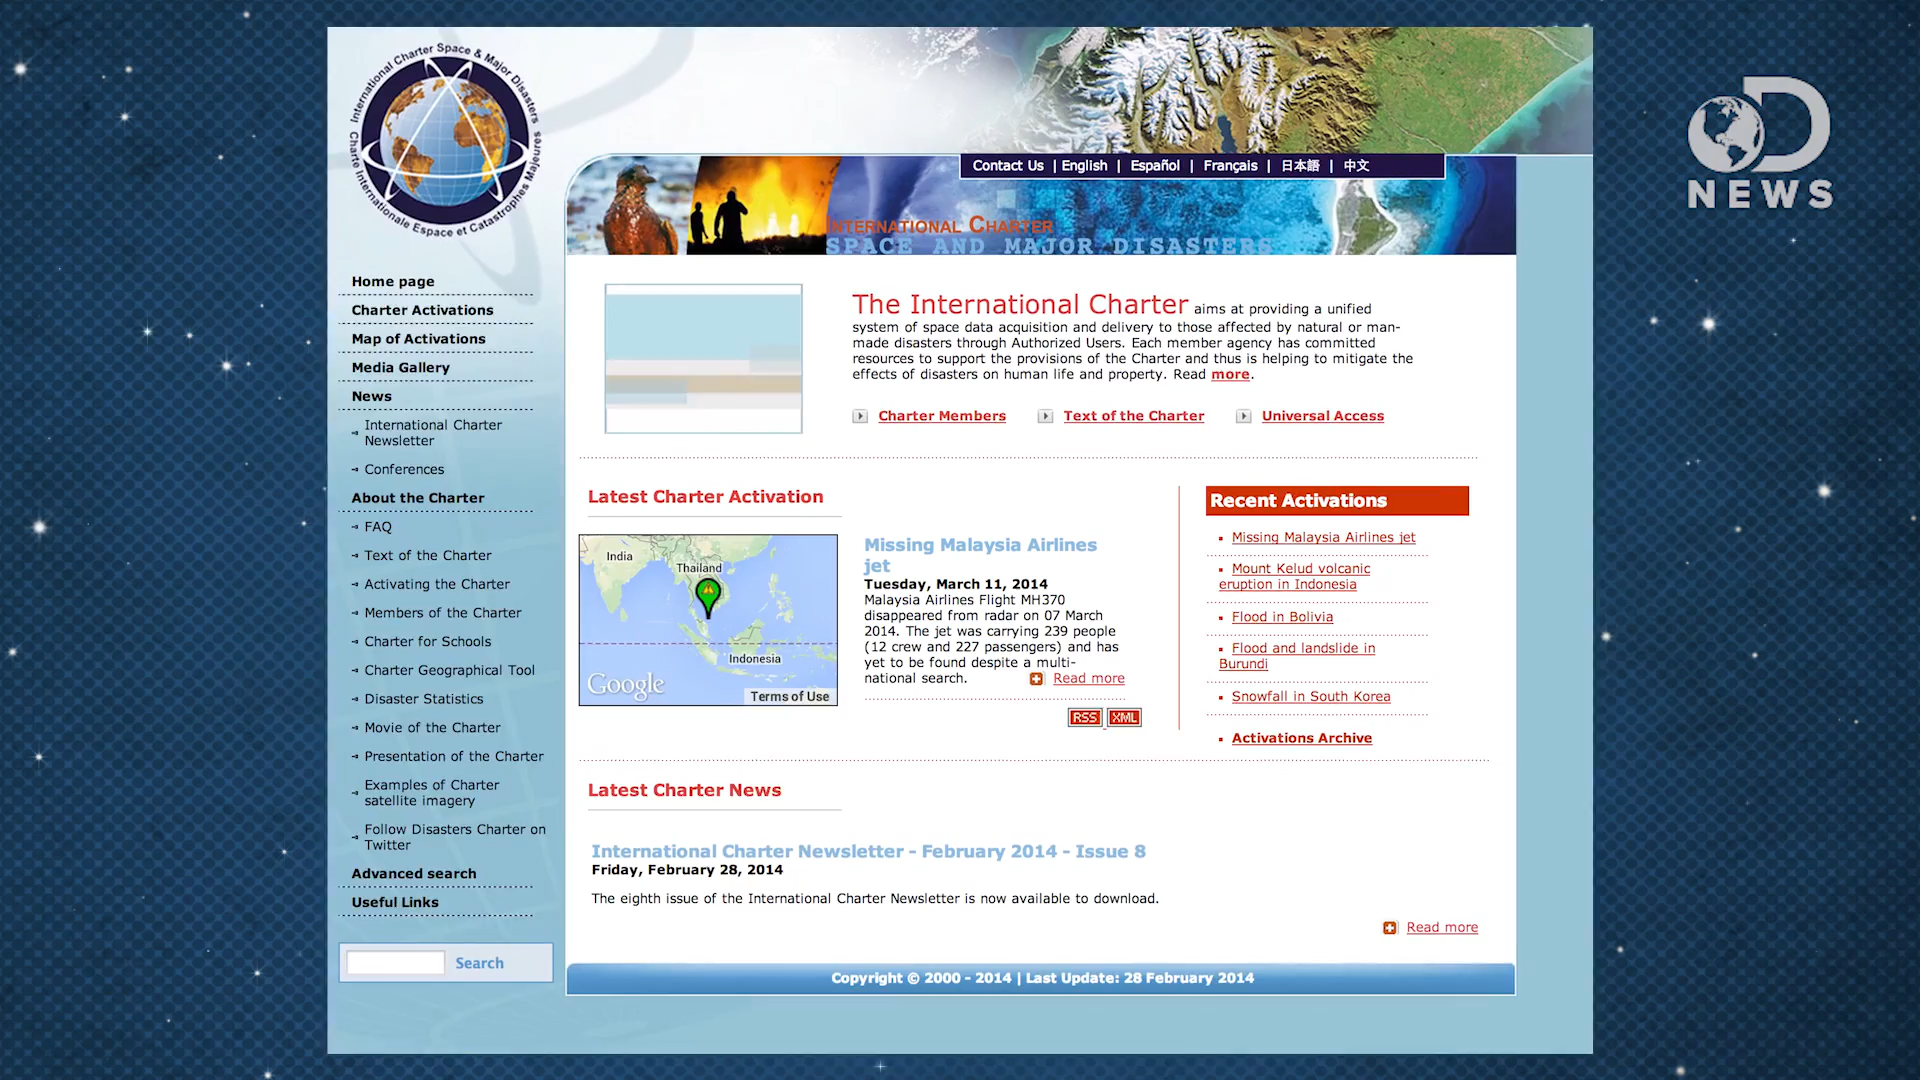 International Charter Space & Major Disasters
Charte Internationale Espace et Catastrophes Majeures
NEWS
Contact Us | English | Español | Français | 日本語 | 中文
INTERNATIONAL CHARTER
SPACE AND MAJOR DISASTERS
Home page
Charter Activations
Map of Activations
Media Gallery
News
International Charter
Newsletter
Conferences
About the Charter
FAQ
Text of the Charter
Activating the Charter
Members of the Charter
Charter for Schools
Charter Geographical Tool
Disaster Statistics
Movie of the Charter
Presentation of the Charter
Examples of Charter
satellite imagery
Follow Disasters Charter on
Twitter
Advanced search
Useful Links
Search
The International Charter aims at providing a unified
system of space data acquisition and delivery to those affected by natural or man-
made disasters through Authorized Users. Each member agency has committed
resources to support the provisions of the Charter and thus is helping to mitigate the
effects of disasters on human life and property. Read more.
Charter Members Text of the Charter Universal Access
Latest Charter Activation
India
Thailand
Indonesia
Google
Terms of Use
Missing Malaysia Airlines
jet
Tuesday, March 11, 2014
Malaysia Airlines Flight MH370
disappeared from radar on 07 March
2014. The jet was carrying 239 people
(12 crew and 227 passengers) and has
yet to be found despite a multi-
national search. Read more
RSS XML
Recent Activations
Missing Malaysia Airlines jet
Mount Kelud volcanic
eruption in Indonesia
Flood in Bolivia
Flood and landslide in
Burundi
Snowfall in South Korea
Activations Archive
Latest Charter News
International Charter Newsletter - February 2014 - Issue 8
Friday, February 28, 2014
The eighth issue of the International Charter Newsletter is now available to download.
Read more
Copyright © 2000 - 2014 | Last Update: 28 February 2014